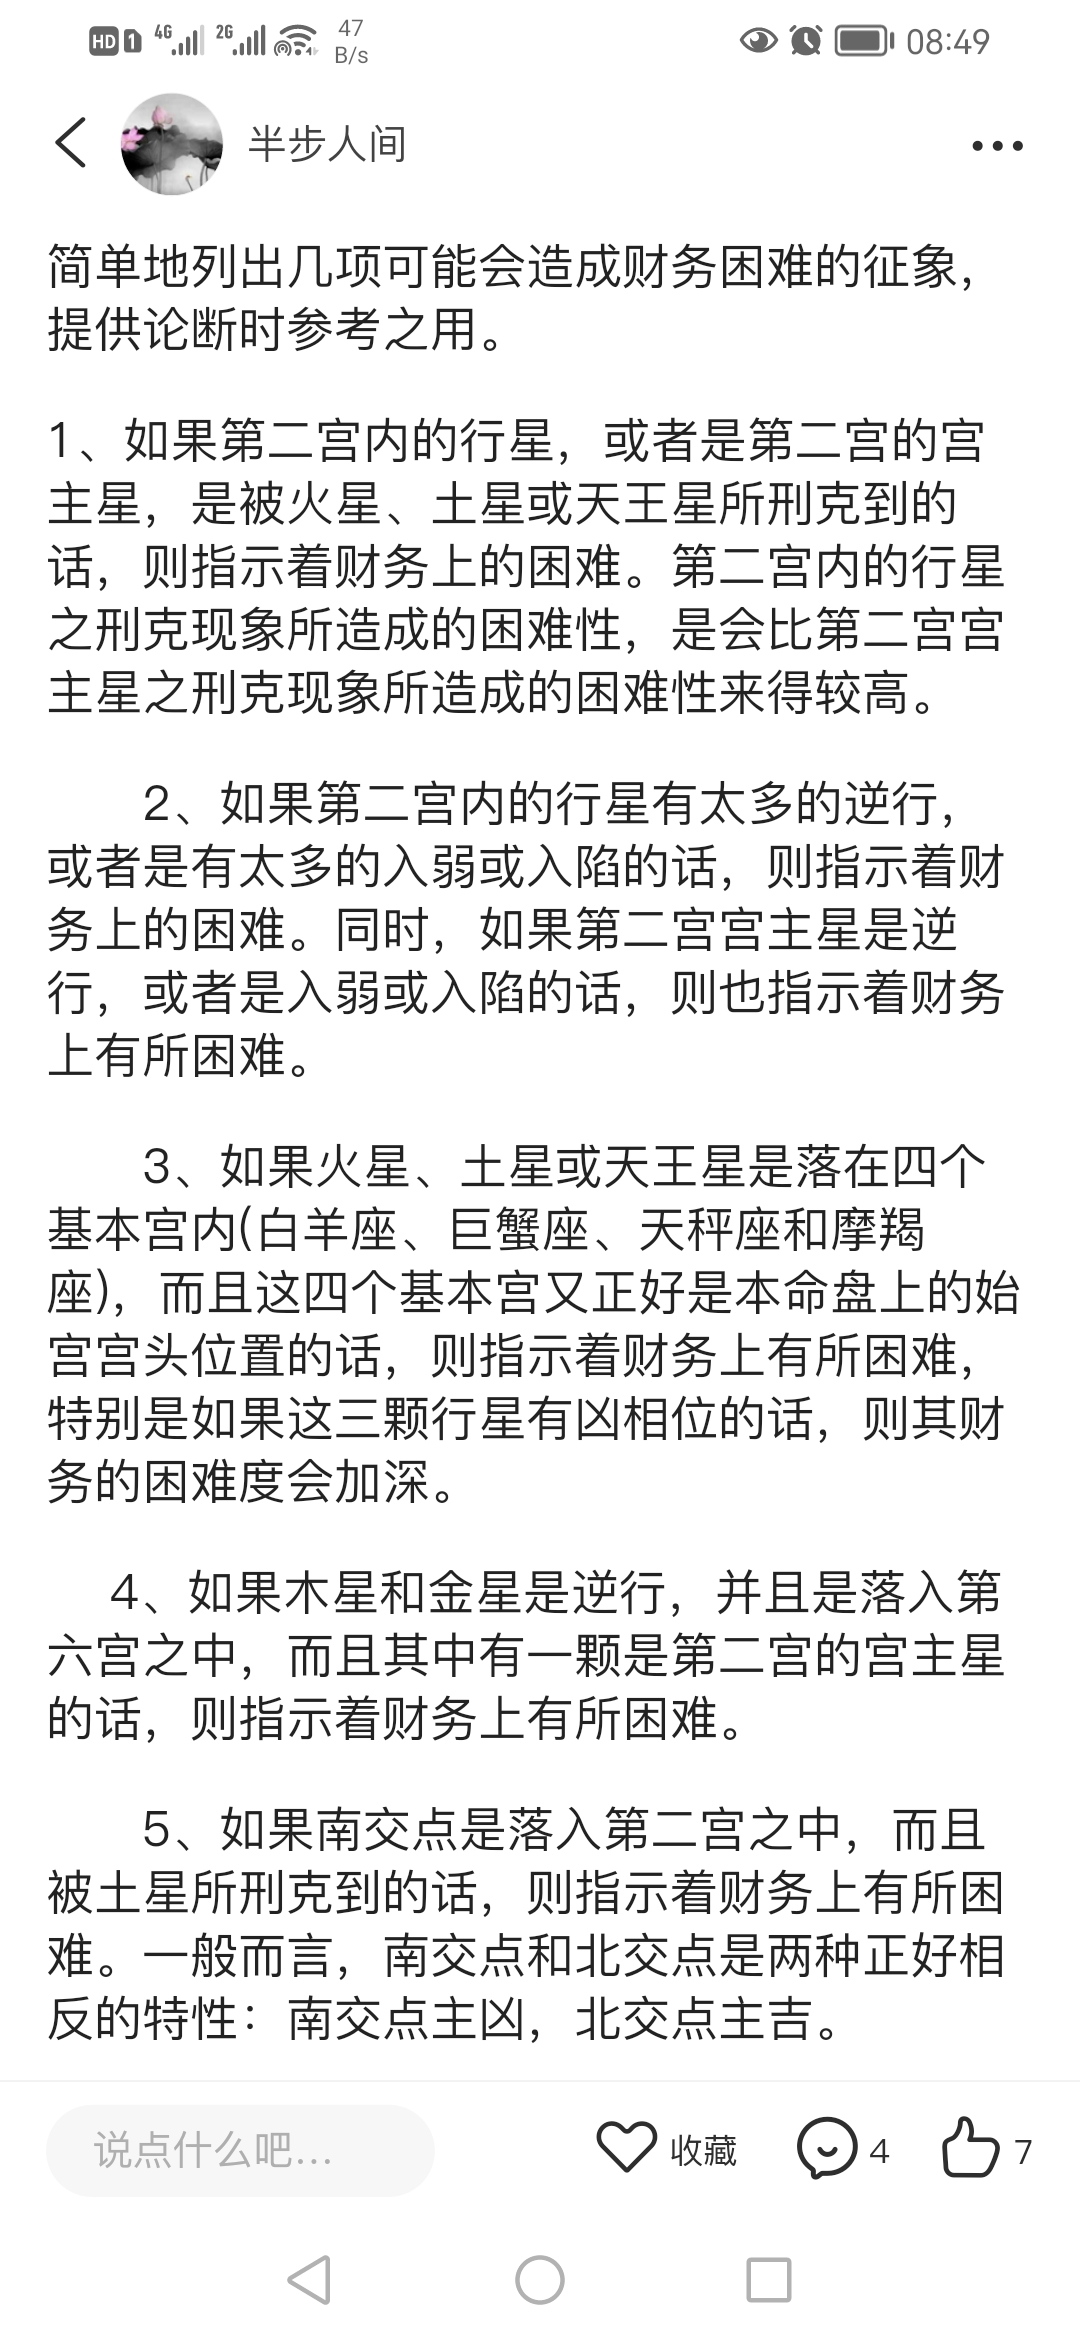 HD 1 4G 2G 47 B/s 08:49
半步人间
简单地列出几项可能会造成财务困难的征象，
提供论断时参考之用。
1、如果第二宫内的行星，或者是第二宫的宫
主星，是被火星、土星或天王星所刑克到的
话，则指示着财务上的困难。第二宫内的行星
之刑克现象所造成的困难性，是会比第二宫宫
主星之刑克现象所造成的困难性来得较高。
2、如果第二宫内的行星有太多的逆行，
或者是有太多的入弱或入陷的话，则指示着财
务上的困难。同时，如果第二宫宫主星是逆
行，或者是入弱或入陷的话，则也指示着财务
上有所困难。
3、如果火星、土星或天王星是落在四个
基本宫内(白羊座、巨蟹座、天秤座和摩羯
座)，而且这四个基本宫又正好是本命盘上的始
宫宫头位置的话，则指示着财务上有所困难，
特别是如果这三颗行星有凶相位的话，则其财
务的困难度会加深。
4、如果木星和金星是逆行，并且是落入第
六宫之中，而且其中有一颗是第二宫的宫主星
的话，则指示着财务上有所困难。
5、如果南交点是落入第二宫之中，而且
被土星所刑克到的话，则指示着财务上有所困
难。一般而言，南交点和北交点是两种正好相
反的特性：南交点主凶，北交点主吉。
说点什么吧... 收藏 4 7